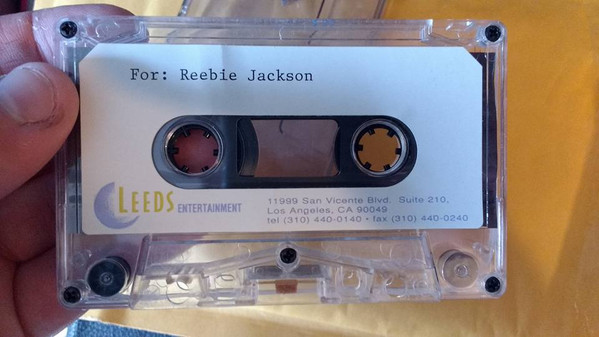 For: Reebie Jackson
LEEDS ENTERTAINMENT
11999 San Vicente Blvd. Suite 210,
Los Angeles, CA 90049
tel (310) 440-0140 • fax (310) 440-0240